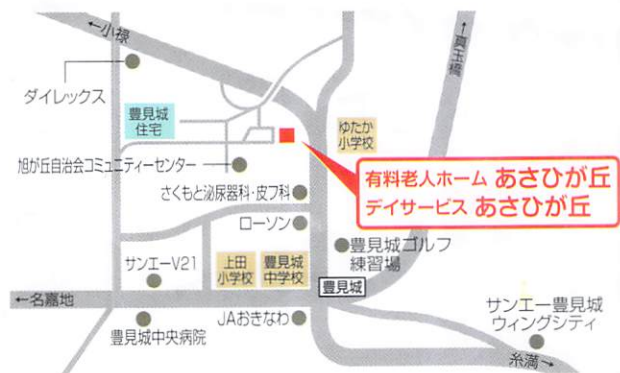 ←小禄
→真玉橋
ダイレックス
豊見城
住宅
ゆたか
小学校
旭が丘自治会コミュニティーセンター
有料老人ホーム あさひが丘
デイサービス あさひが丘
さくもと泌尿器科・皮フ科
ローソン
豊見城ゴルフ
練習場
サンエーV21
上田
小学校
豊見城
中学校
豊見城
←名嘉地
サンエー豊見城
ウィングシティ
豊見城中央病院
JAおきなわ
糸満→